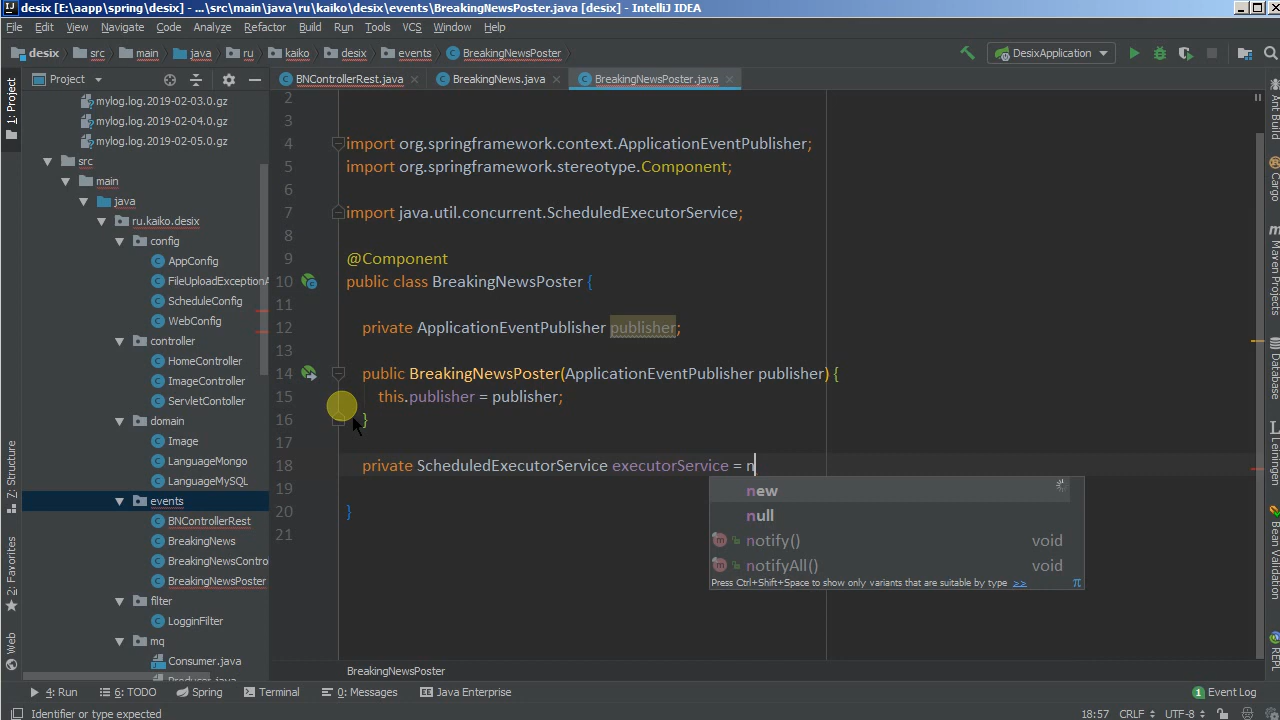 desix [E:\aapp\spring\desix] - ...\src\main\java\ru\kaiko\desix\events\BreakingNewsPoster.java [desix] - IntelliJ IDEA
File Edit View Navigate Code Analyze Refactor Build Run Tools VCS Window Help
desix src main java ru kaiko desix events BreakingNewsPoster DesixApplication
Project BNControllerRest.java BreakingNews.java BreakingNewsPoster.java
1: Project
Z: Structure
2: Favorites
Web
mylog.log.2019-02-03.0.gz
mylog.log.2019-02-04.0.gz
mylog.log.2019-02-05.0.gz
src
main
java
ru.kaiko.desix
config
AppConfig
FileUploadExceptionA
ScheduleConfig
WebConfig
controller
HomeController
ImageController
ServletContoller
domain
Image
LanguageMongo
LanguageMySQL
events
BNControllerRest
BreakingNews
BreakingNewsContro
BreakingNewsPoster
filter
LogginFilter
mq
Consumer.java
Producer.java
2
3
4 import org.springframework.context.ApplicationEventPublisher;
5 import org.springframework.stereotype.Component;
6
7 import java.util.concurrent.ScheduledExecutorService;
8
9 @Component
10 public class BreakingNewsPoster {
11
12 private ApplicationEventPublisher publisher;
13
14 public BreakingNewsPoster(ApplicationEventPublisher publisher) {
15 this.publisher = publisher;
16 }
17
18 private ScheduledExecutorService executorService = n
19
20 }
21
new
null
notify() void
notifyAll() void
Press Ctrl+Shift+Space to show only variants that are suitable by type >>
π
BreakingNewsPoster
Ant Build
Cargo
Maven Projects
Database
Leiningen
Bean Validation
REPL
4: Run 6: TODO Spring Terminal 0: Messages Java Enterprise 1 Event Log
Identifier or type expected 18:57 CRLF UTF-8